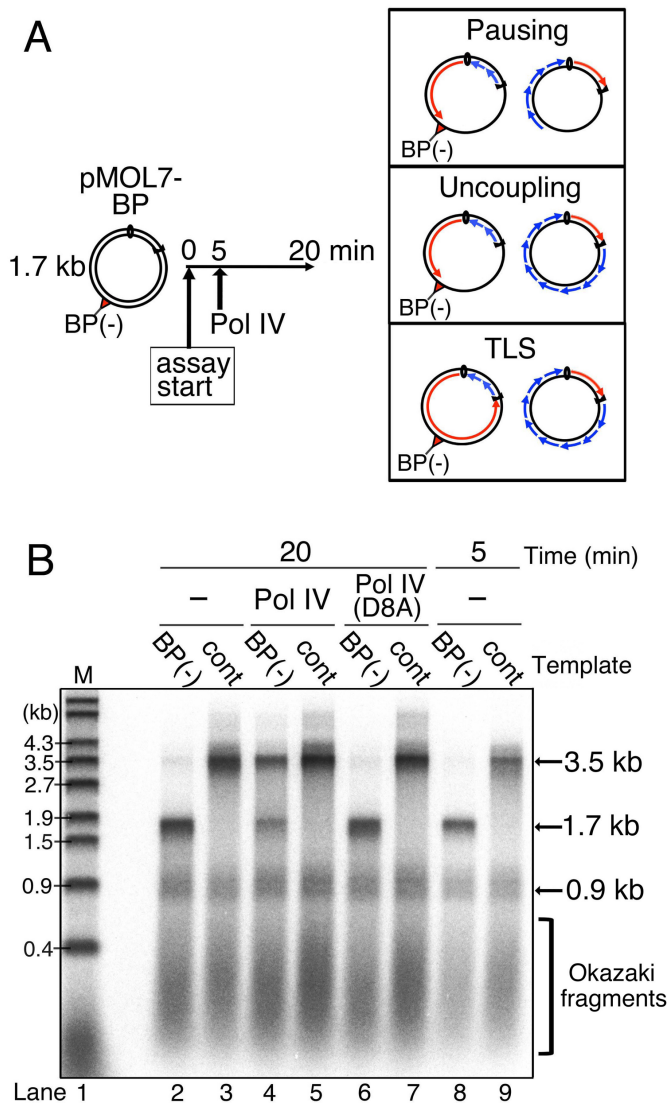 A
pMOL7-
BP
1.7 kb
BP(-)
0 5 20 min
Pol IV
assay
start
Pausing
BP(-)
Uncoupling
BP(-)
TLS
BP(-)
B
20 5 Time (min)
– Pol IV Pol IV (D8A) –
BP(-) cont BP(-) cont BP(-) cont BP(-) cont Template
M
(kb)
4.3
3.5
2.7
1.9
1.5
0.9
0.4
3.5 kb
1.7 kb
0.9 kb
Okazaki
fragments
Lane 1 2 3 4 5 6 7 8 9